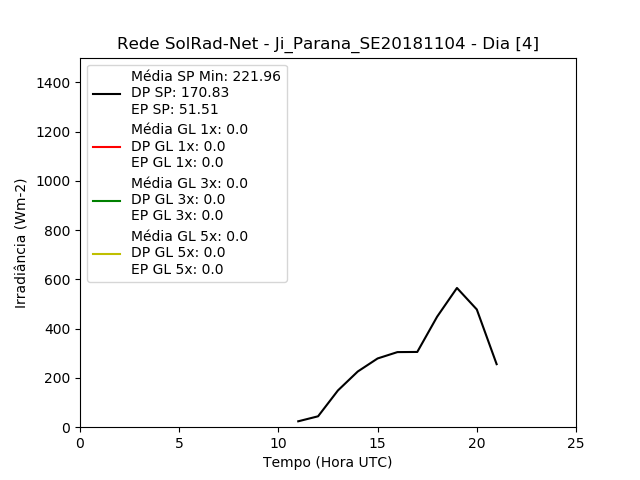 Rede SolRad-Net - Ji_Parana_SE20181104 - Dia [4]
Média SP Min: 221.96
DP SP: 170.83
EP SP: 51.51
Média GL 1x: 0.0
DP GL 1x: 0.0
EP GL 1x: 0.0
Média GL 3x: 0.0
DP GL 3x: 0.0
EP GL 3x: 0.0
Média GL 5x: 0.0
DP GL 5x: 0.0
EP GL 5x: 0.0
Irradiância (Wm-2)
1400
1200
1000
800
600
400
200
0
0 5 10 15 20 25
Tempo (Hora UTC)